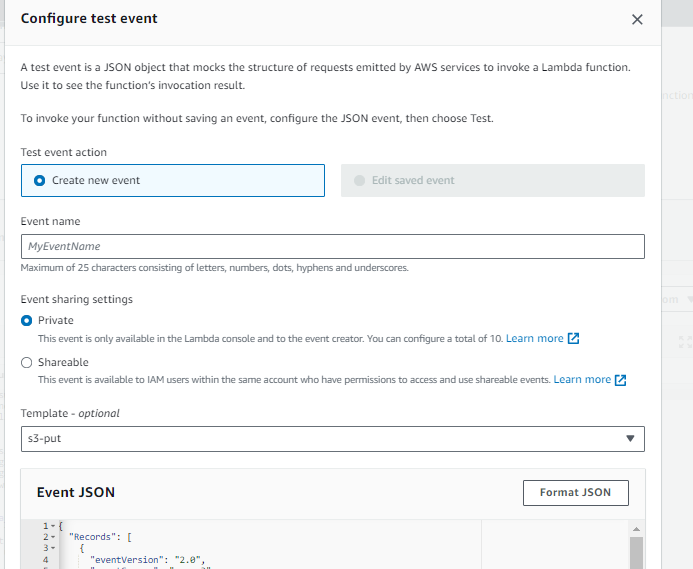 Configure test event
A test event is a JSON object that mocks the structure of requests emitted by AWS services to invoke a Lambda function.
Use it to see the function's invocation result.
To invoke your function without saving an event, configure the JSON event, then choose Test.
Test event action
Create new event
Edit saved event
Event name
MyEventName
Maximum of 25 characters consisting of letters, numbers, dots, hyphens and underscores.
Event sharing settings
Private
This event is only available in the Lambda console and to the event creator. You can configure a total of 10. Learn more
Shareable
This event is available to IAM users within the same account who have permissions to access and use shareable events. Learn more
Template - optional
s3-put
Event JSON
Format JSON
1 {
2 "Records": [
3 {
4 "eventVersion": "2.0",